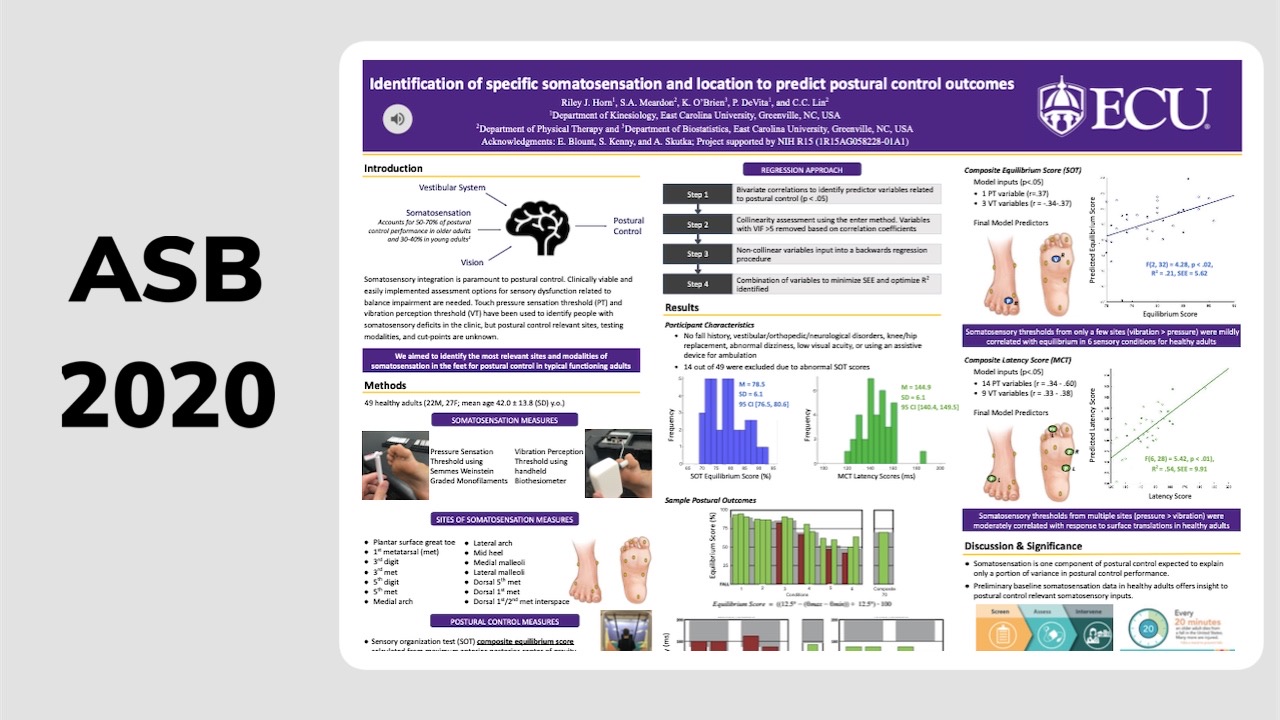 ASB
2020
Identification of specific somatosensation and location to predict postural control outcomes
Riley J. Horn¹, S.A. Meardon², K. O'Brien³, P. DeVita¹, and C.C. Lin²
¹Department of Kinesiology, East Carolina University, Greenville, NC, USA
²Department of Physical Therapy and ³Department of Biostatistics, East Carolina University, Greenville, NC, USA
Acknowledgments: E. Blount, S. Kenny, and A. Skutka; Project supported by NIH R15 (1R15AG058228-01A1)
ECU
Introduction
Vestibular System
Somatosensation
Accounts for 50-70% of postural
control performance in older adults
and 30-40% in young adults¹
Vision
Postural
Control
Somatosensory integration is paramount to postural control. Clinically viable and
easily implemented assessment options for sensory dysfunction related to
balance impairment are needed. Touch pressure sensation threshold (PT) and
vibration perception threshold (VT) have been used to identify people with
somatosensory deficits in the clinic, but postural control relevant sites, testing
modalities, and cut-points are unknown.
We aimed to identify the most relevant sites and modalities of
somatosensation in the feet for postural control in typical functioning adults
Methods
49 healthy adults (22M, 27F; mean age 42.0 ± 13.8 (SD) y.o.)
SOMATOSENSATION MEASURES
Pressure Sensation
Threshold using
Semmes Weinstein
Graded Monofilaments
Vibration Perception
Threshold using
handheld
Biothesiometer
SITES OF SOMATOSENSATION MEASURES
• Plantar surface great toe
• 1st metatarsal (met)
• 3rd digit
• 3rd met
• 5th digit
• 5th met
• Medial arch
• Lateral arch
• Mid heel
• Medial malleoli
• Lateral malleoli
• Dorsal 5th met
• Dorsal 1st met
• Dorsal 1st/2nd met interspace
POSTURAL CONTROL MEASURES
• Sensory organization test (SOT) composite equilibrium score
REGRESSION APPROACH
Step 1
Bivariate correlations to identify predictor variables related
to postural control (p < .05)
Step 2
Collinearity assessment using the enter method. Variables
with VIF >5 removed based on correlation coefficients
Step 3
Non-collinear variables input into a backwards regression
procedure
Step 4
Combination of variables to minimize SEE and optimize R²
identified
Results
Participant Characteristics
• No fall history, vestibular/orthopedic/neurological disorders, knee/hip
replacement, abnormal dizziness, low visual acuity, or using an assistive
device for ambulation
• 14 out of 49 were excluded due to abnormal SOT scores
M = 78.5
SD = 6.1
95 CI [76.5, 80.6]
Frequency
SOT Equilibrium Score (%)
M = 144.9
SD = 6.1
95 CI [140.4, 149.5]
Frequency
100 120 140 160 180 200
MCT Latency Scores (ms)
Sample Postural Outcomes
Equilibrium Score (%)
Conditions
Composite
70
Equilibrium Score = ((12.5° − (θmax − θmin)) ÷ 12.5°)·100
Composite Equilibrium Score (SOT)
Model inputs (p<.05)
• 1 PT variable (r=.37)
• 3 VT variables (r = -.34-.37)
Final Model Predictors
Predicted Equilibrium Score
F(2, 32) = 4.28, p < .02,
R² = .21, SEE = 5.62
Equilibrium Score
Somatosensory thresholds from only a few sites (vibration > pressure) were mildly
correlated with equilibrium in 6 sensory conditions for healthy adults
Composite Latency Score (MCT)
Model inputs (p<.05)
• 14 PT variables (r = .34 - .60)
• 9 VT variables (r = .33 - .38)
Final Model Predictors
Predicted Latency Score
F(6, 28) = 5.42, p < .01),
R² = .54, SEE = 9.91
Latency Score
Somatosensory thresholds from multiple sites (pressure > vibration) were
moderately correlated with response to surface translations in healthy adults
Discussion & Significance
• Somatosensation is one component of postural control expected to explain
only a portion of variance in postural control performance.
• Preliminary baseline somatosensation data in healthy adults offers insight to
postural control relevant somatosensory inputs.
Screen
Assess
Intervene
20
Every
20 minutes